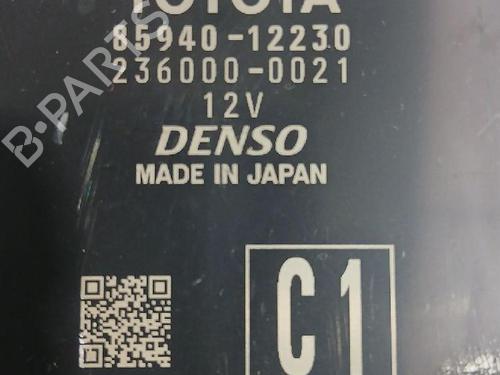 TOYOTA
85940-12230
236000-0021
12V
DENSO
MADE IN JAPAN
C1
B-PARTS